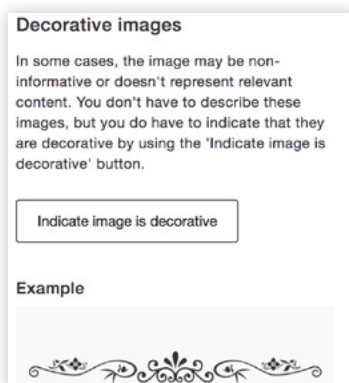 Decorative images
In some cases, the image may be non-
informative or doesn't represent relevant
content. You don't have to describe these
images, but you do have to indicate that they
are decorative by using the 'Indicate image is
decorative' button.
Indicate image is decorative
Example